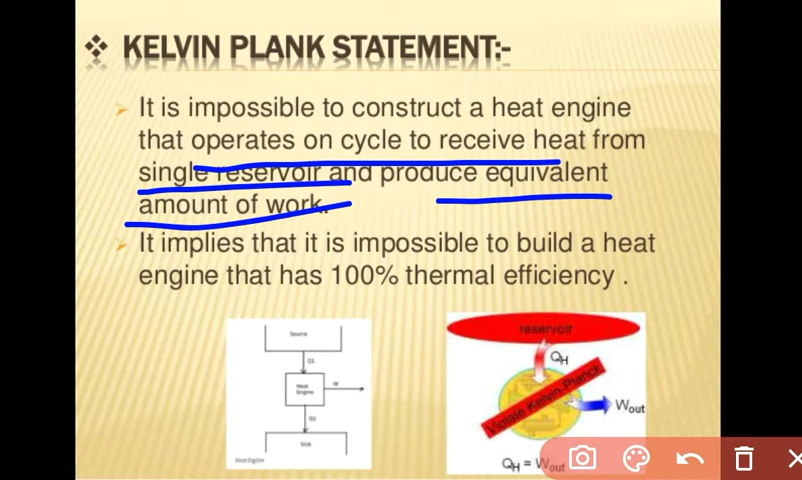 ❖ KELVIN PLANK STATEMENT:-
➢ It is impossible to construct a heat engine
that operates on cycle to receive heat from
single reservoir and produce equivalent
amount of work.
➢ It implies that it is impossible to build a heat
engine that has 100% thermal efficiency .
Source
Q1
Heat
Engine
W
Q2
Sink
Heat Engine
reservoir
QH
Violate Kelvin-Planck
Wout
QH = Wout